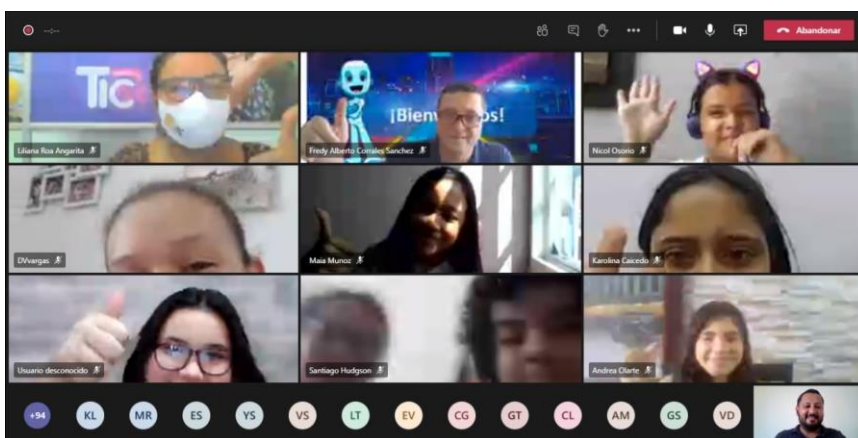 --:--
Abandonar
TIC
¡Bienv os!
Liliana Roa Angarita
Fredy Alberto Corrales Sanchez
Nicol Osorio
DVvargas
Maia Munoz
Karolina Caicedo
Usuario desconocido
Santiago Hudgson
Andrea Olarte
+94
KL
MR
ES
YS
VS
LT
EV
CG
GT
CL
AM
GS
VD